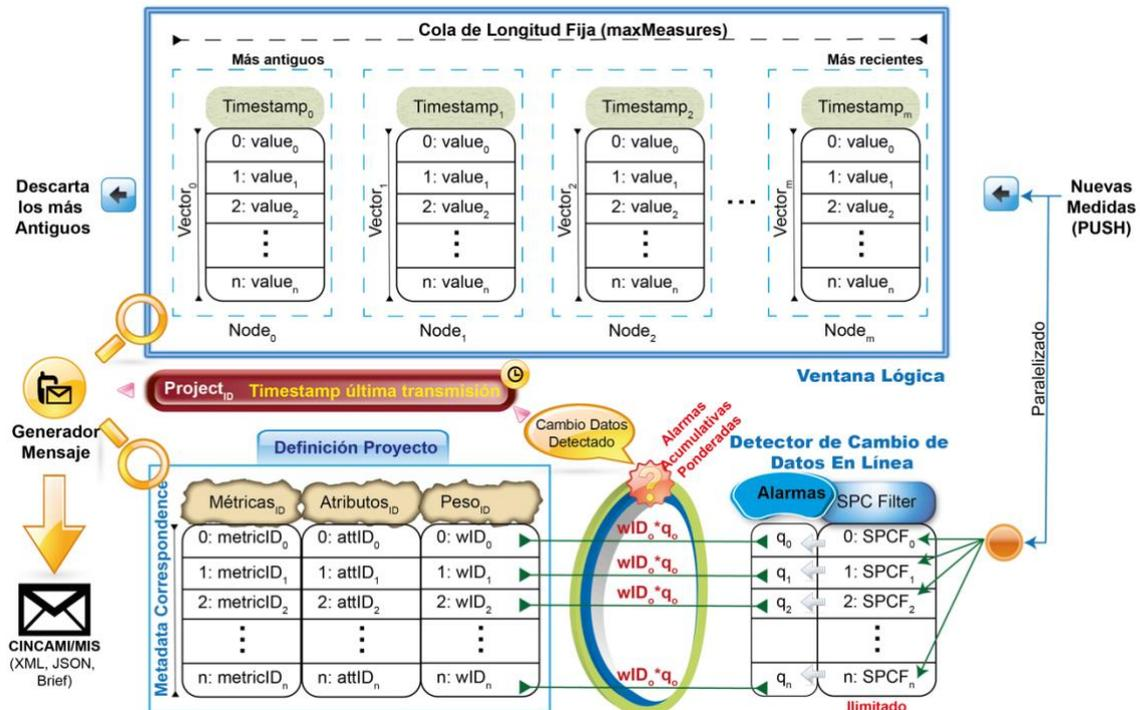 Cola de Longitud Fija (maxMeasures)
Más antiguos
Más recientes
Timestamp0
Timestamp1
Timestamp2
Timestampm
Vector0
0: value0
1: value1
2: value2
n: valuen
Node0
Vector1
0: value0
1: value1
2: value2
n: valuen
Node1
Vector2
0: value0
1: value1
2: value2
n: valuen
Node2
...
Vectorm
0: value0
1: value1
2: value2
n: valuen
Nodem
Descarta
los más
Antiguos
Nuevas
Medidas
(PUSH)
Paralelizado
Ventana Lógica
ProjectID Timestamp última transmisión
Generador
Mensaje
CINCAMI/MIS
(XML, JSON,
Brief)
Definición Proyecto
Metadata Correspondence
MétricasID
AtributosID
PesoID
0: metricID0
0: attID0
0: wID0
1: metricID1
1: attID1
1: wID1
2: metricID2
2: attID2
2: wID2
n: metricIDn
n: attIDn
n: wIDn
Cambio Datos
Detectado
?
Alarmas
Acumulativas
Ponderadas
wIDo*qo
wIDo*qo
wIDo*qo
wIDo*qo
Detector de Cambio de
Datos En Línea
Alarmas
SPC Filter
q0
0: SPCF0
q1
1: SPCF1
q2
2: SPCF2
qn
n: SPCFn
Ilimitado